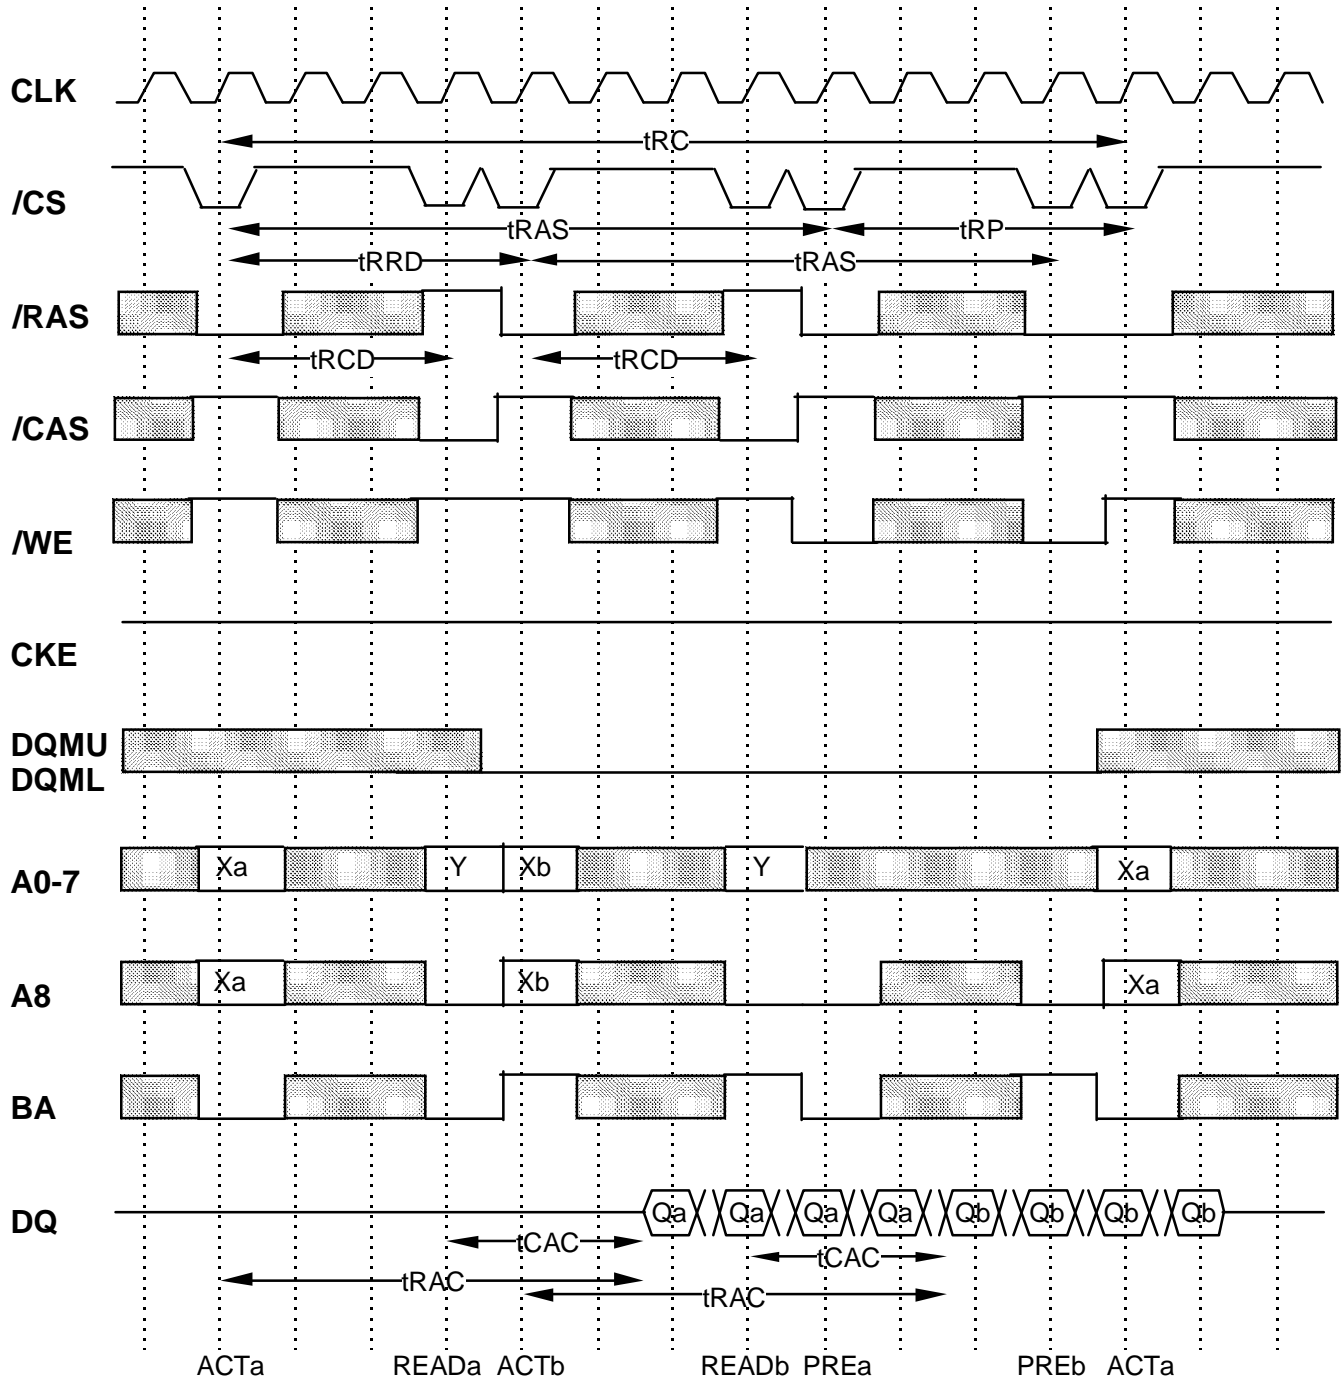 CLK
tRC
/CS
tRAS tRP
tRRD tRAS
/RAS
tRCD tRCD
/CAS
/WE
CKE
DQMU
DQML
A0-7 Xa Y Xb Y Xa
A8 Xa Xb Xa
BA
DQ Qa Qa Qa Qa Qb Qb Qb Qb
tCAC tCAC
tRAC tRAC
ACTa READa ACTb READb PREa PREb ACTa